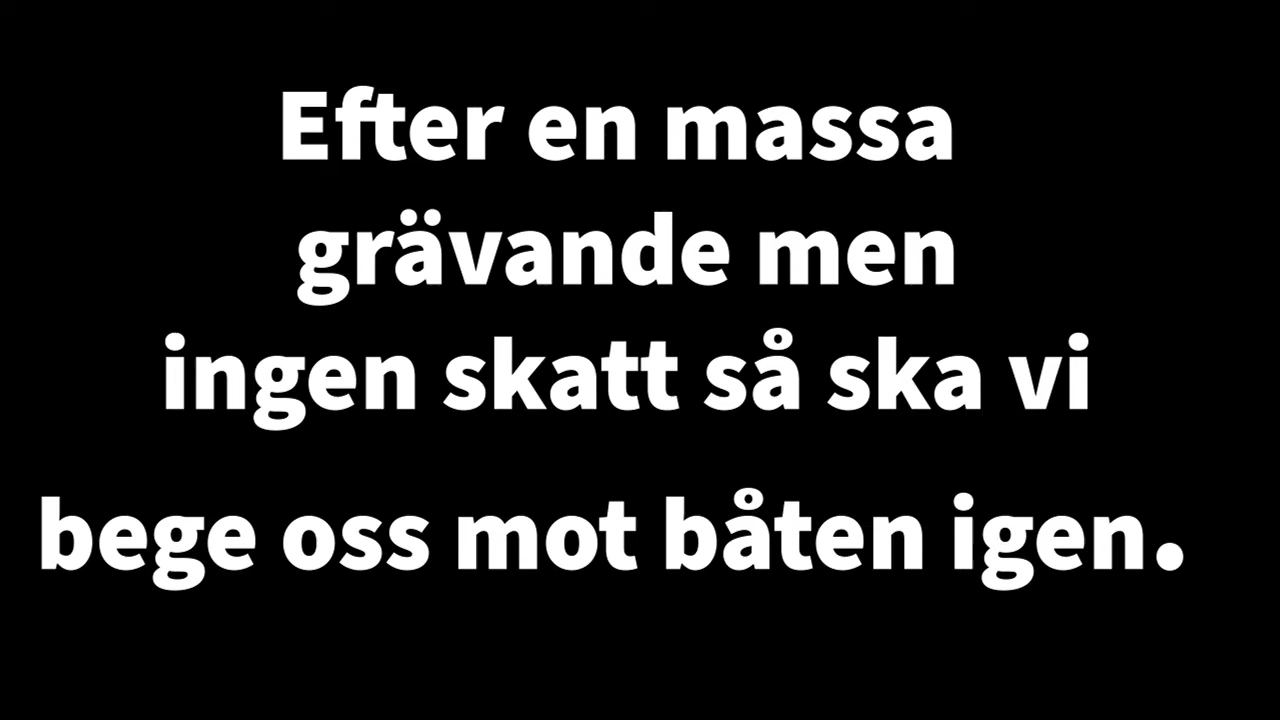 Efter en massa
grävande men
ingen skatt så ska vi
bege oss mot båten igen.